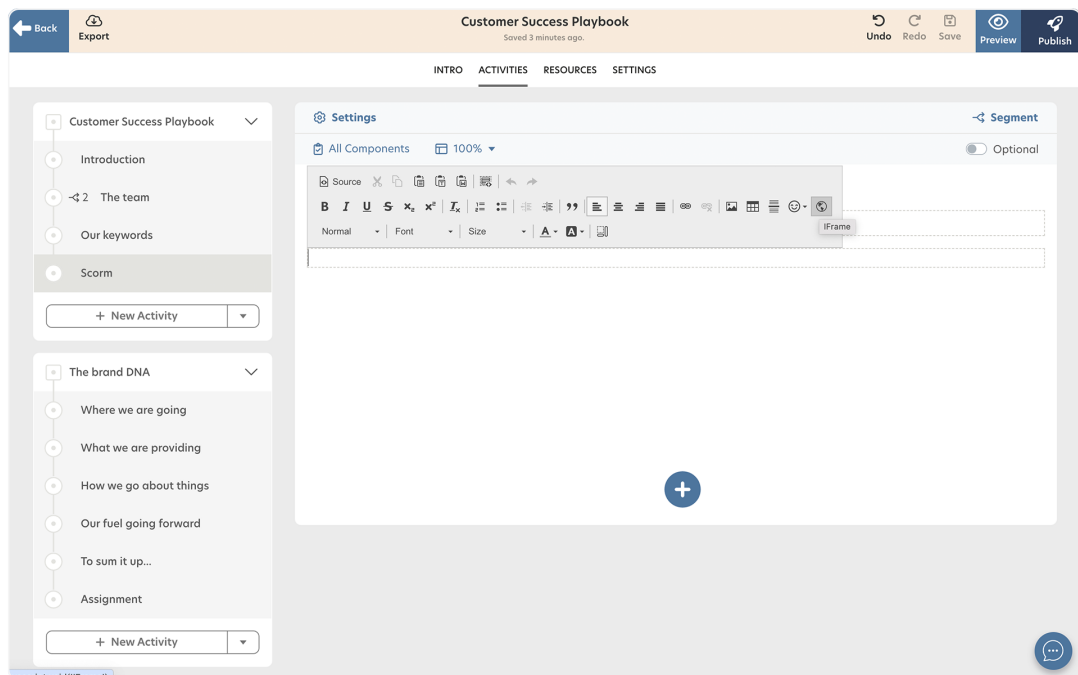 Back
Export
Customer Success Playbook
Saved 3 minutes ago.
Undo
Redo
Save
Preview
Publish
INTRO
ACTIVITIES
RESOURCES
SETTINGS
Customer Success Playbook
Introduction
2 The team
Our keywords
Scorm
+ New Activity
The brand DNA
Where we are going
What we are providing
How we go about things
Our fuel going forward
To sum it up...
Assignment
+ New Activity
Settings
Segment
All Components
100%
Optional
Source
Normal
Font
Size
IFrame